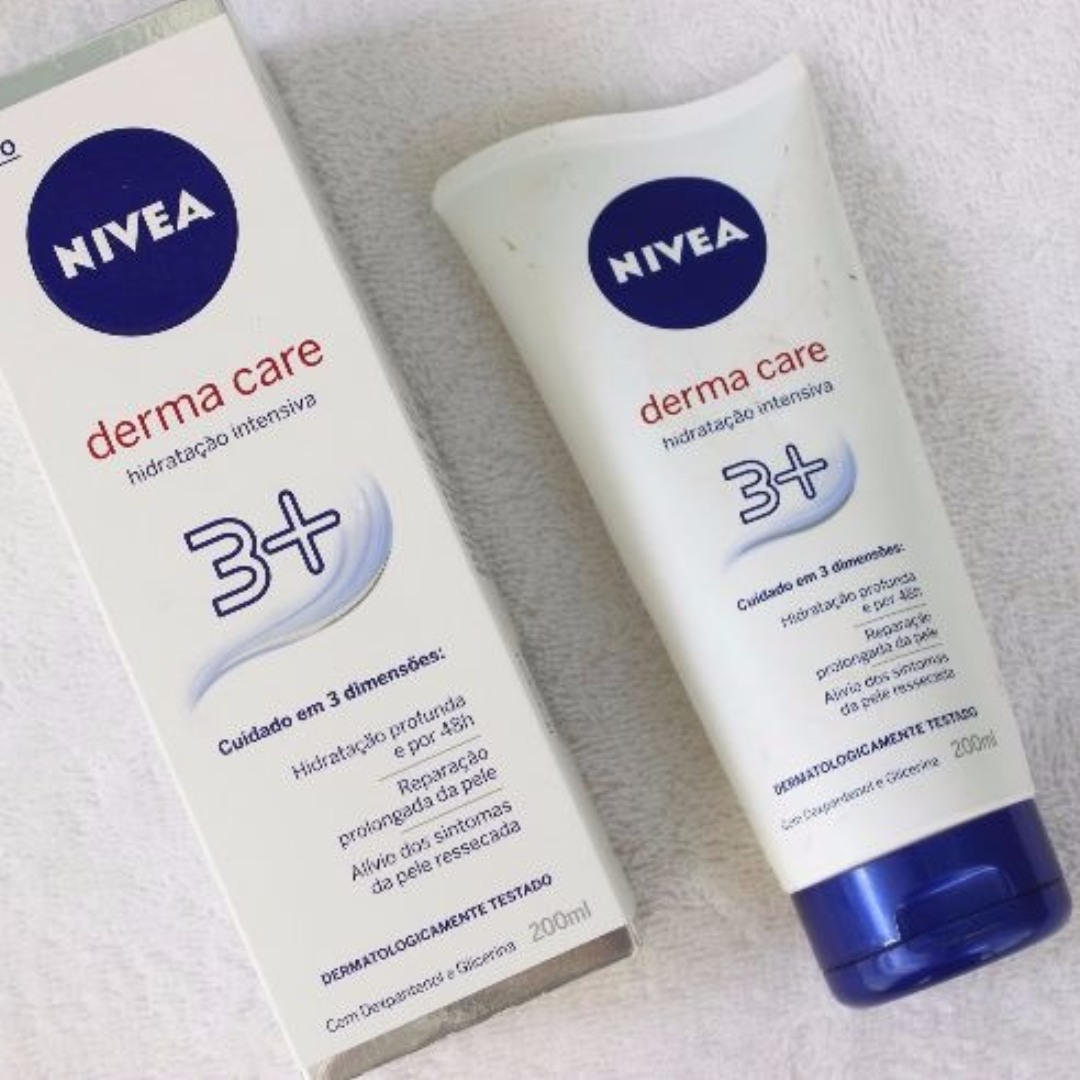 NIVEA
derma care
hidratação intensiva
3+
Cuidado em 3 dimensões:
Hidratação profunda
e por 48h
Reparação
prolongada da pele
Alívio dos sintomas
da pele ressecada
DERMATOLOGICAMENTE TESTADO
Com Dexpantenol e Glicerina 200ml
NIVEA
derma care
hidratação intensiva
3+
Cuidado em 3 dimensões:
Hidratação profunda
e por 48h
Reparação
prolongada da pele
Alívio dos sintomas
da pele ressecada
DERMATOLOGICAMENTE TESTADO
Com Dexpantenol e Glicerina 200ml